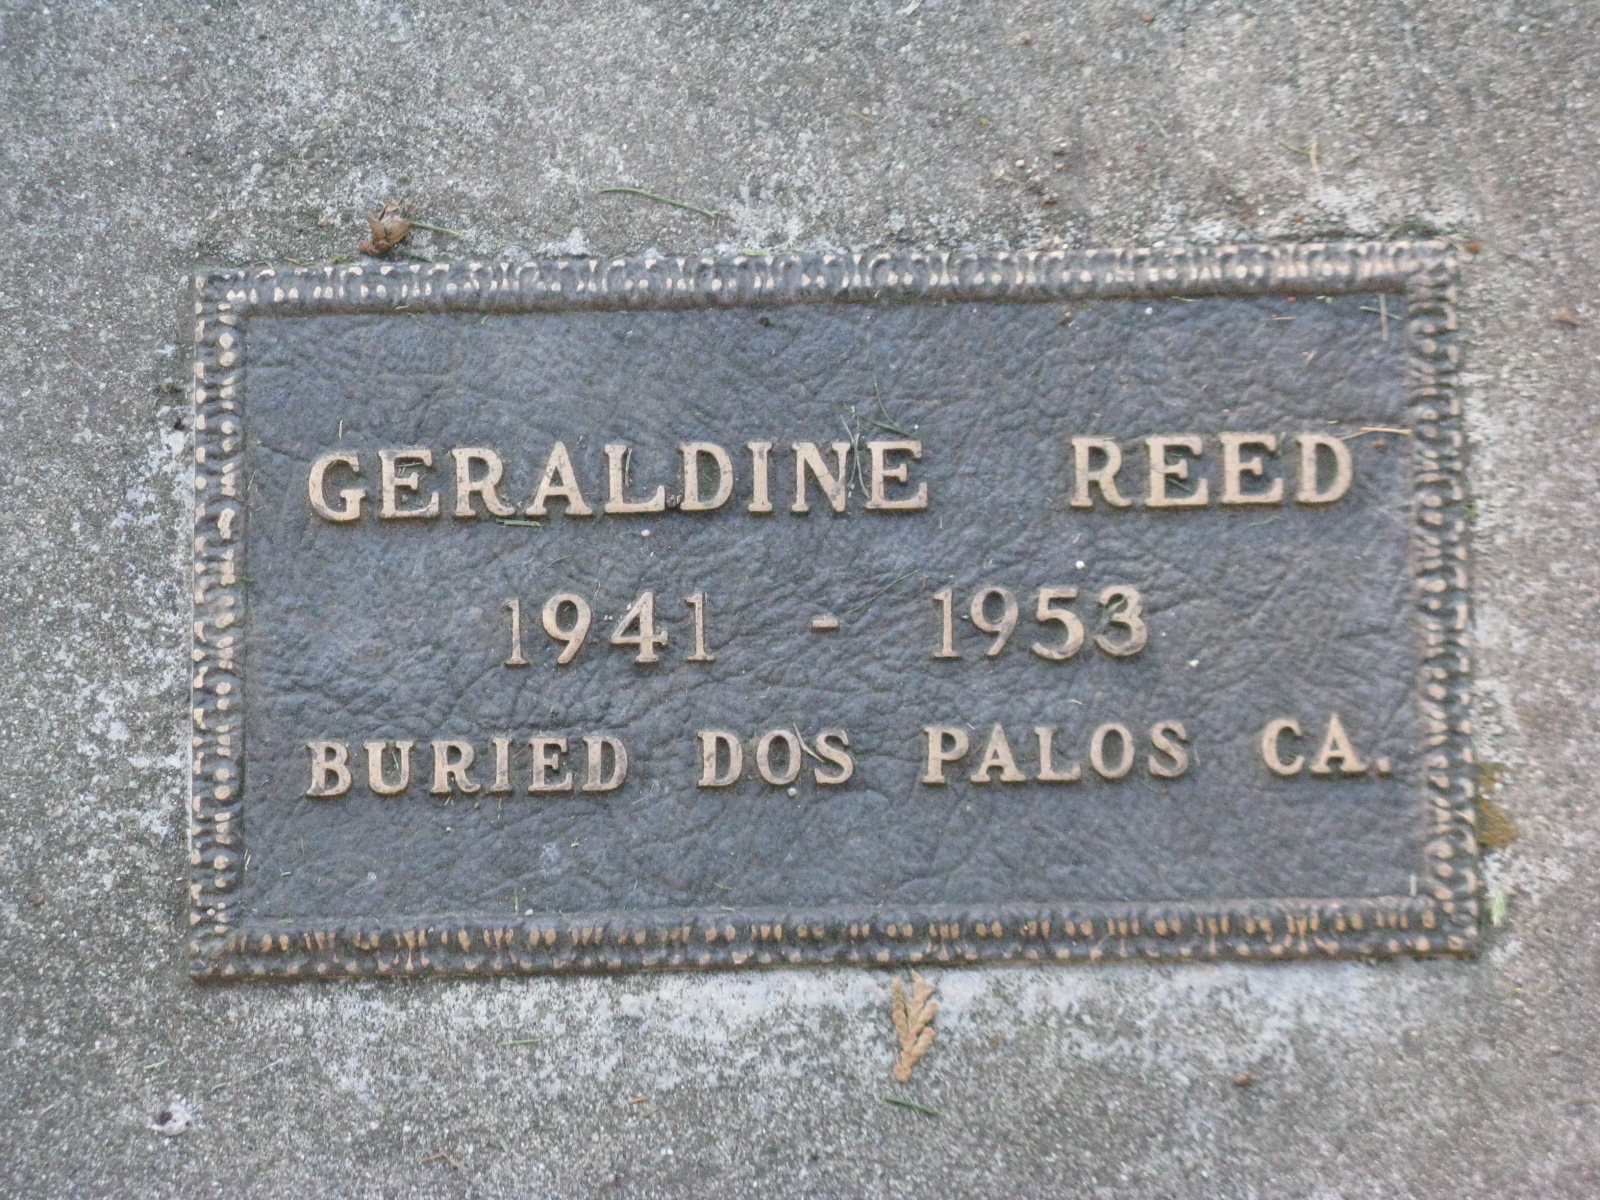 GERALDINE REED
1941 - 1953
BURIED DOS PALOS CA.